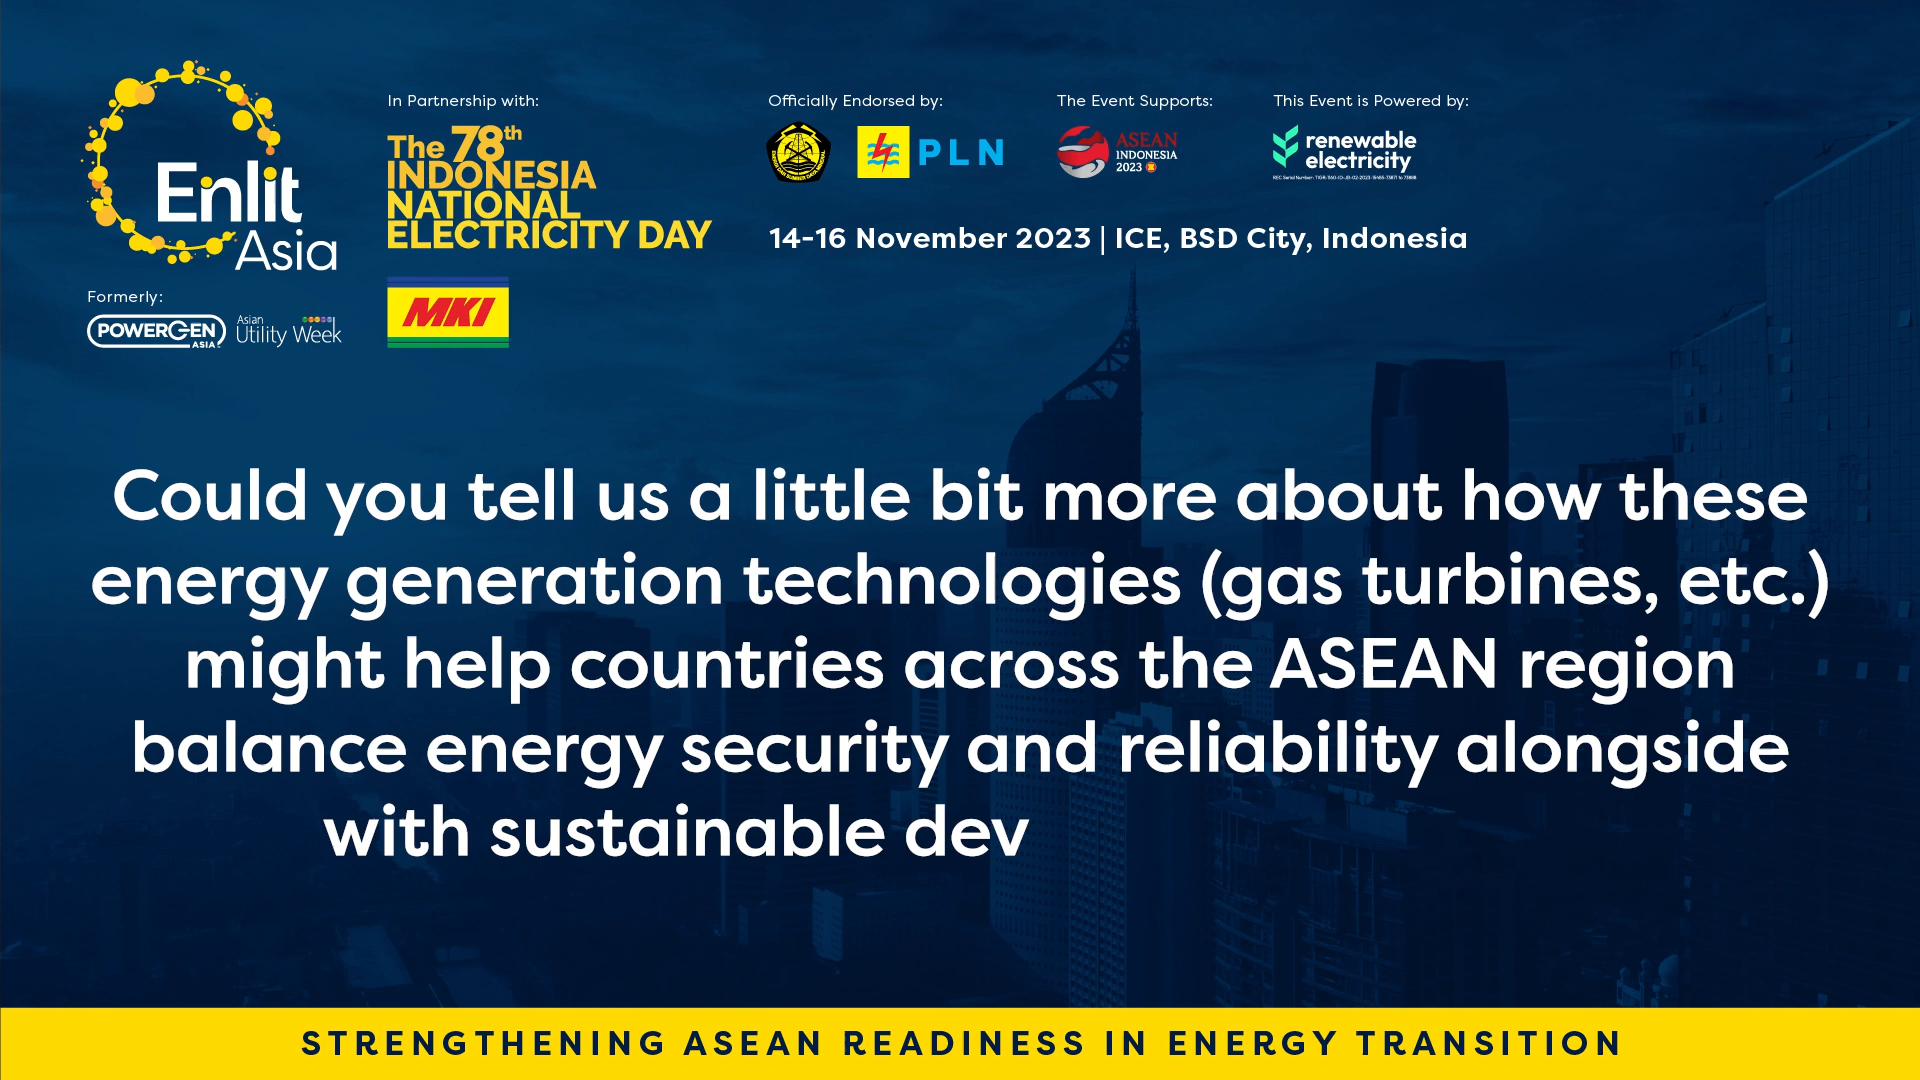 Enlit
Asia
Formerly:
POWERGEN
ASIA
Asian
Utility Week
In Partnership with:
The 78th
INDONESIA
NATIONAL
ELECTRICITY DAY
MKI
Officially Endorsed by:
PLN
The Event Supports:
ASEAN
INDONESIA
2023
This Event is Powered by:
renewable
electricity
14-16 November 2023 | ICE, BSD City, Indonesia
Could you tell us a little bit more about how these
energy generation technologies (gas turbines, etc.)
might help countries across the ASEAN region
balance energy security and reliability alongside
with sustainable dev
STRENGTHENING ASEAN READINESS IN ENERGY TRANSITION